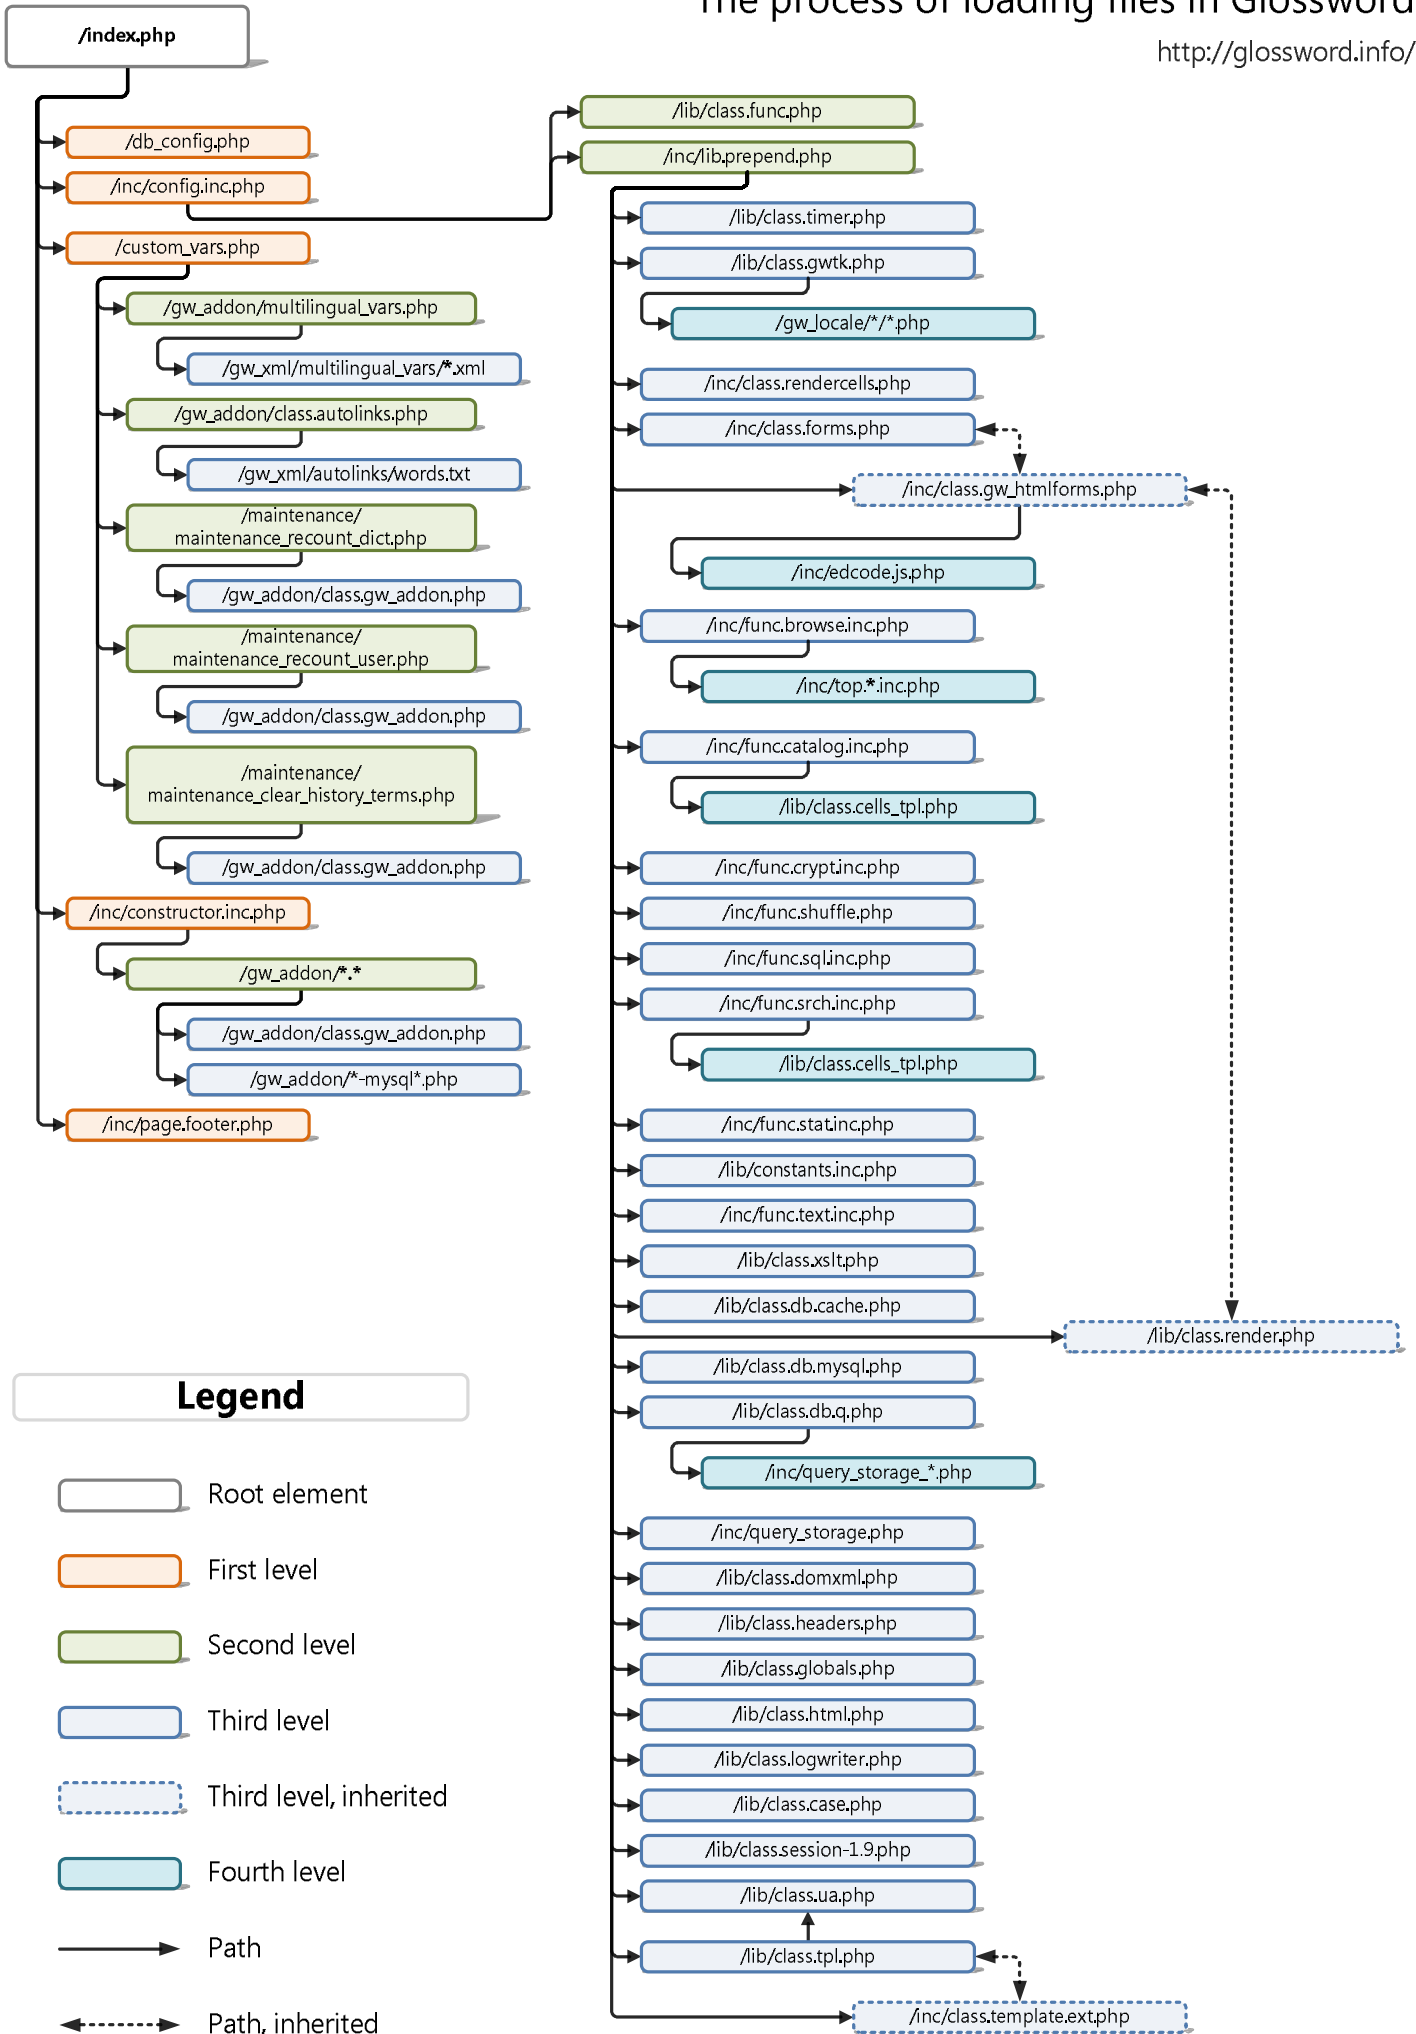 The process of loading files in Glossword
http://glossword.info/
/index.php
/db_config.php
/inc/config.inc.php
/custom_vars.php
/gw_addon/multilingual_vars.php
/gw_xml/multilingual_vars/*.xml
/gw_addon/class.autolinks.php
/gw_xml/autolinks/words.txt
/maintenance/
maintenance_recount_dict.php
/gw_addon/class.gw_addon.php
/maintenance/
maintenance_recount_user.php
/gw_addon/class.gw_addon.php
/maintenance/
maintenance_clear_history_terms.php
/gw_addon/class.gw_addon.php
/inc/constructor.inc.php
/gw_addon/*.*
/gw_addon/class.gw_addon.php
/gw_addon/*-mysql*.php
/inc/page.footer.php
/lib/class.func.php
/inc/lib.prepend.php
/lib/class.timer.php
/lib/class.gwtk.php
/gw_locale/*/*.php
/inc/class.rendercells.php
/inc/class.forms.php
/inc/class.gw_htmlforms.php
/inc/edcode.js.php
/inc/func.browse.inc.php
/inc/top.*.inc.php
/inc/func.catalog.inc.php
/lib/class.cells_tpl.php
/inc/func.crypt.inc.php
/inc/func.shuffle.php
/inc/func.sql.inc.php
/inc/func.srch.inc.php
/lib/class.cells_tpl.php
/inc/func.stat.inc.php
/lib/constants.inc.php
/inc/func.text.inc.php
/lib/class.xslt.php
/lib/class.db.cache.php
/lib/class.render.php
/lib/class.db.mysql.php
/lib/class.db.q.php
/inc/query_storage_*.php
/inc/query_storage.php
/lib/class.domxml.php
/lib/class.headers.php
/lib/class.globals.php
/lib/class.html.php
/lib/class.logwriter.php
/lib/class.case.php
/lib/class.session-1.9.php
/lib/class.ua.php
/lib/class.tpl.php
/inc/class.template.ext.php
Legend
Root element
First level
Second level
Third level
Third level, inherited
Fourth level
Path
Path, inherited